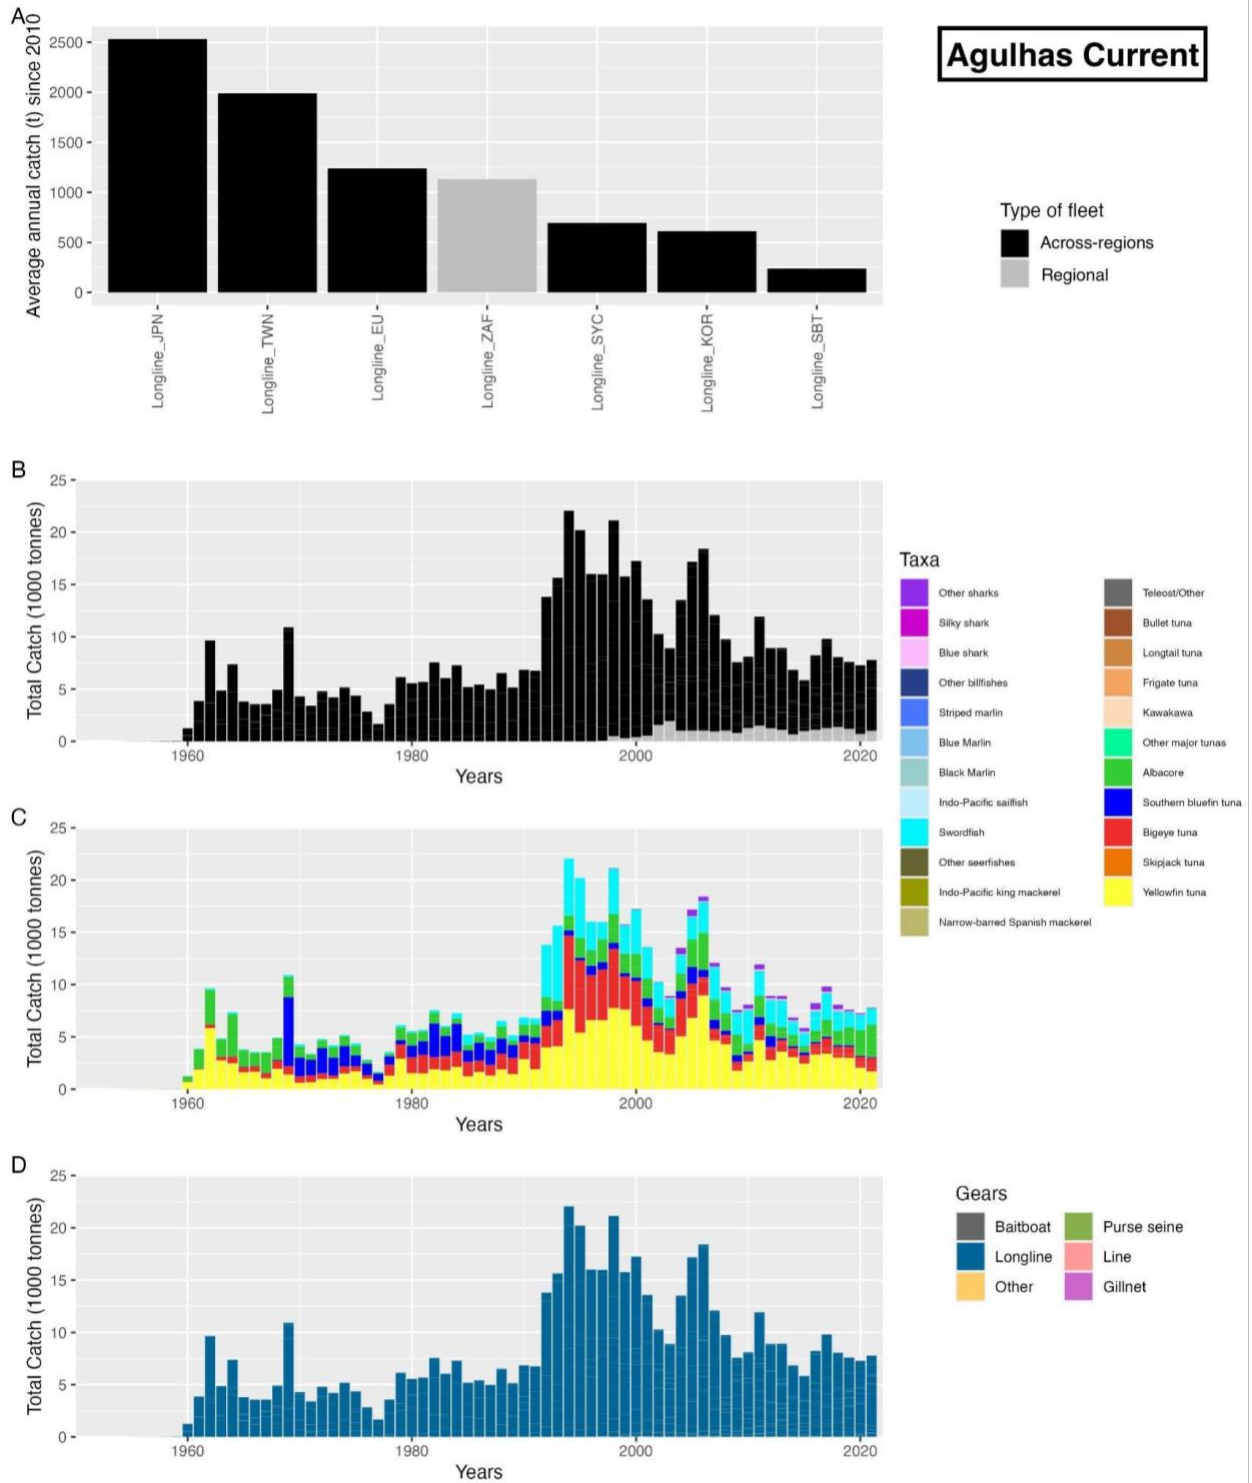 A
Agulhas Current
Average annual catch (t) since 2010
2500
2000
1500
1000
500
0
Longline_JPN
Longline_TWN
Longline_EU
Longline_ZAF
Longline_SYC
Longline_KOR
Longline_SBT
Type of fleet
Across-regions
Regional
B
Total Catch (1000 tonnes)
25
20
15
10
5
0
1960 1980 2000 2020
Years
Taxa
Other sharks
Silky shark
Blue shark
Other billfishes
Striped marlin
Blue Marlin
Black Marlin
Indo-Pacific sailfish
Swordfish
Other seerfishes
Indo-Pacific king mackerel
Narrow-barred Spanish mackerel
Teleost/Other
Bullet tuna
Longtail tuna
Frigate tuna
Kawakawa
Other major tunas
Albacore
Southern bluefin tuna
Bigeye tuna
Skipjack tuna
Yellowfin tuna
C
Total Catch (1000 tonnes)
25
20
15
10
5
0
1960 1980 2000 2020
Years
D
Total Catch (1000 tonnes)
25
20
15
10
5
0
1960 1980 2000 2020
Years
Gears
Baitboat
Longline
Other
Purse seine
Line
Gillnet